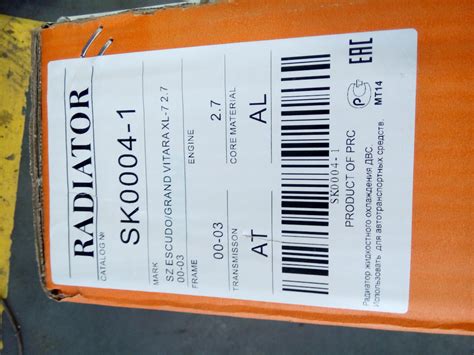 RADIATOR
CATALOG №
SK0004-1
MARK
SZ ESCUDO/GRAND VITARA XL-7 2.7
00-03
FRAME
ENGINE
00-03
2.7
TRANSMISSON
CORE MATERIAL
AT
AL
SK0004-1
PRODUCT OF PRC
EAC
РС
МТ14
Радиатор жидкостного охлаждения ДВС.
Использовать для автотранспортных средств.